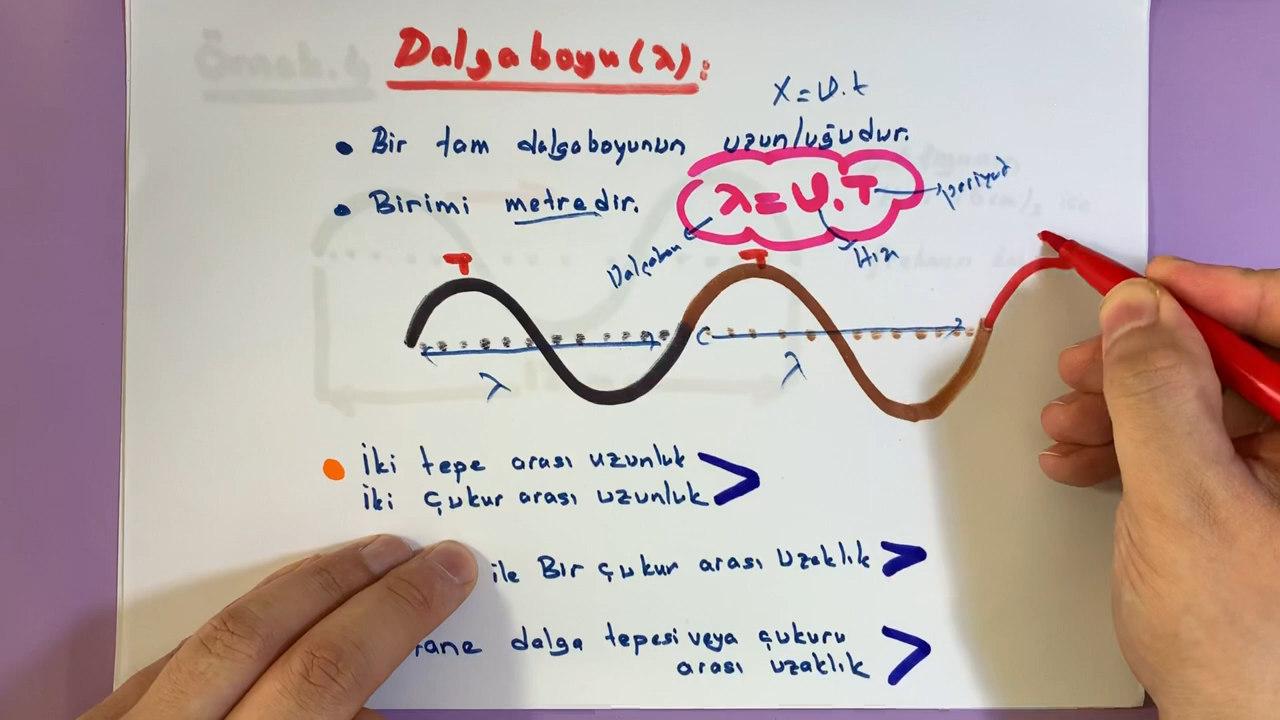 Dalgaboyu (λ):
x = υ.t
• Bir tam dalgaboyunun uzunluğudur.
• Birimi metredir.
λ = υ.T
periyot
Dalgaboyu
Hız
T
T
λ
λ
İki tepe arası uzunluk >
iki çukur arası uzunluk
ile Bir çukur arası uzaklık >
tane dalga tepesi veya çukuru >
arası uzaklık